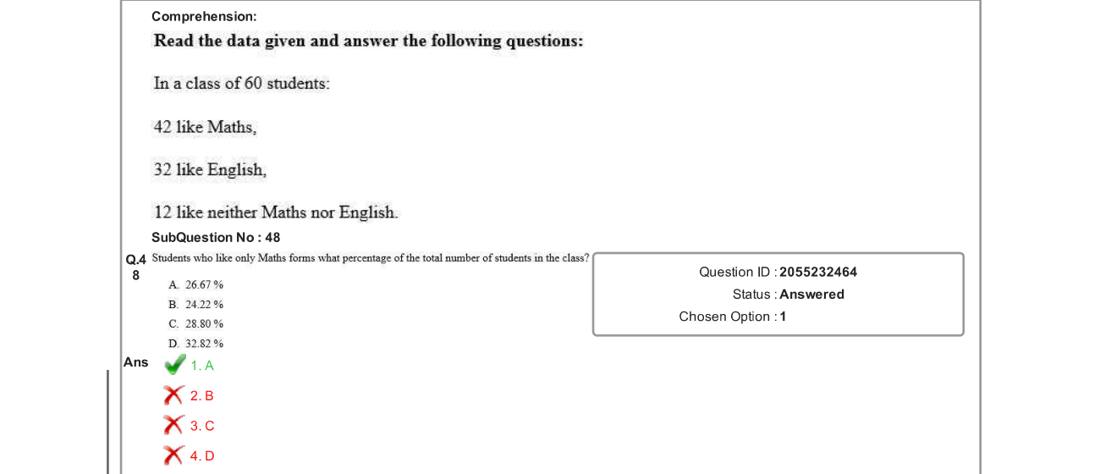 Comprehension:
Read the data given and answer the following questions:
In a class of 60 students:
42 like Maths,
32 like English,
12 like neither Maths nor English.
SubQuestion No : 48
Q.4
8
Students who like only Maths forms what percentage of the total number of students in the class?
A. 26.67 %
B. 24.22 %
C. 28.80 %
D. 32.82 %
Question ID : 2055232464
Status : Answered
Chosen Option : 1
Ans
1. A
2. B
3. C
4. D